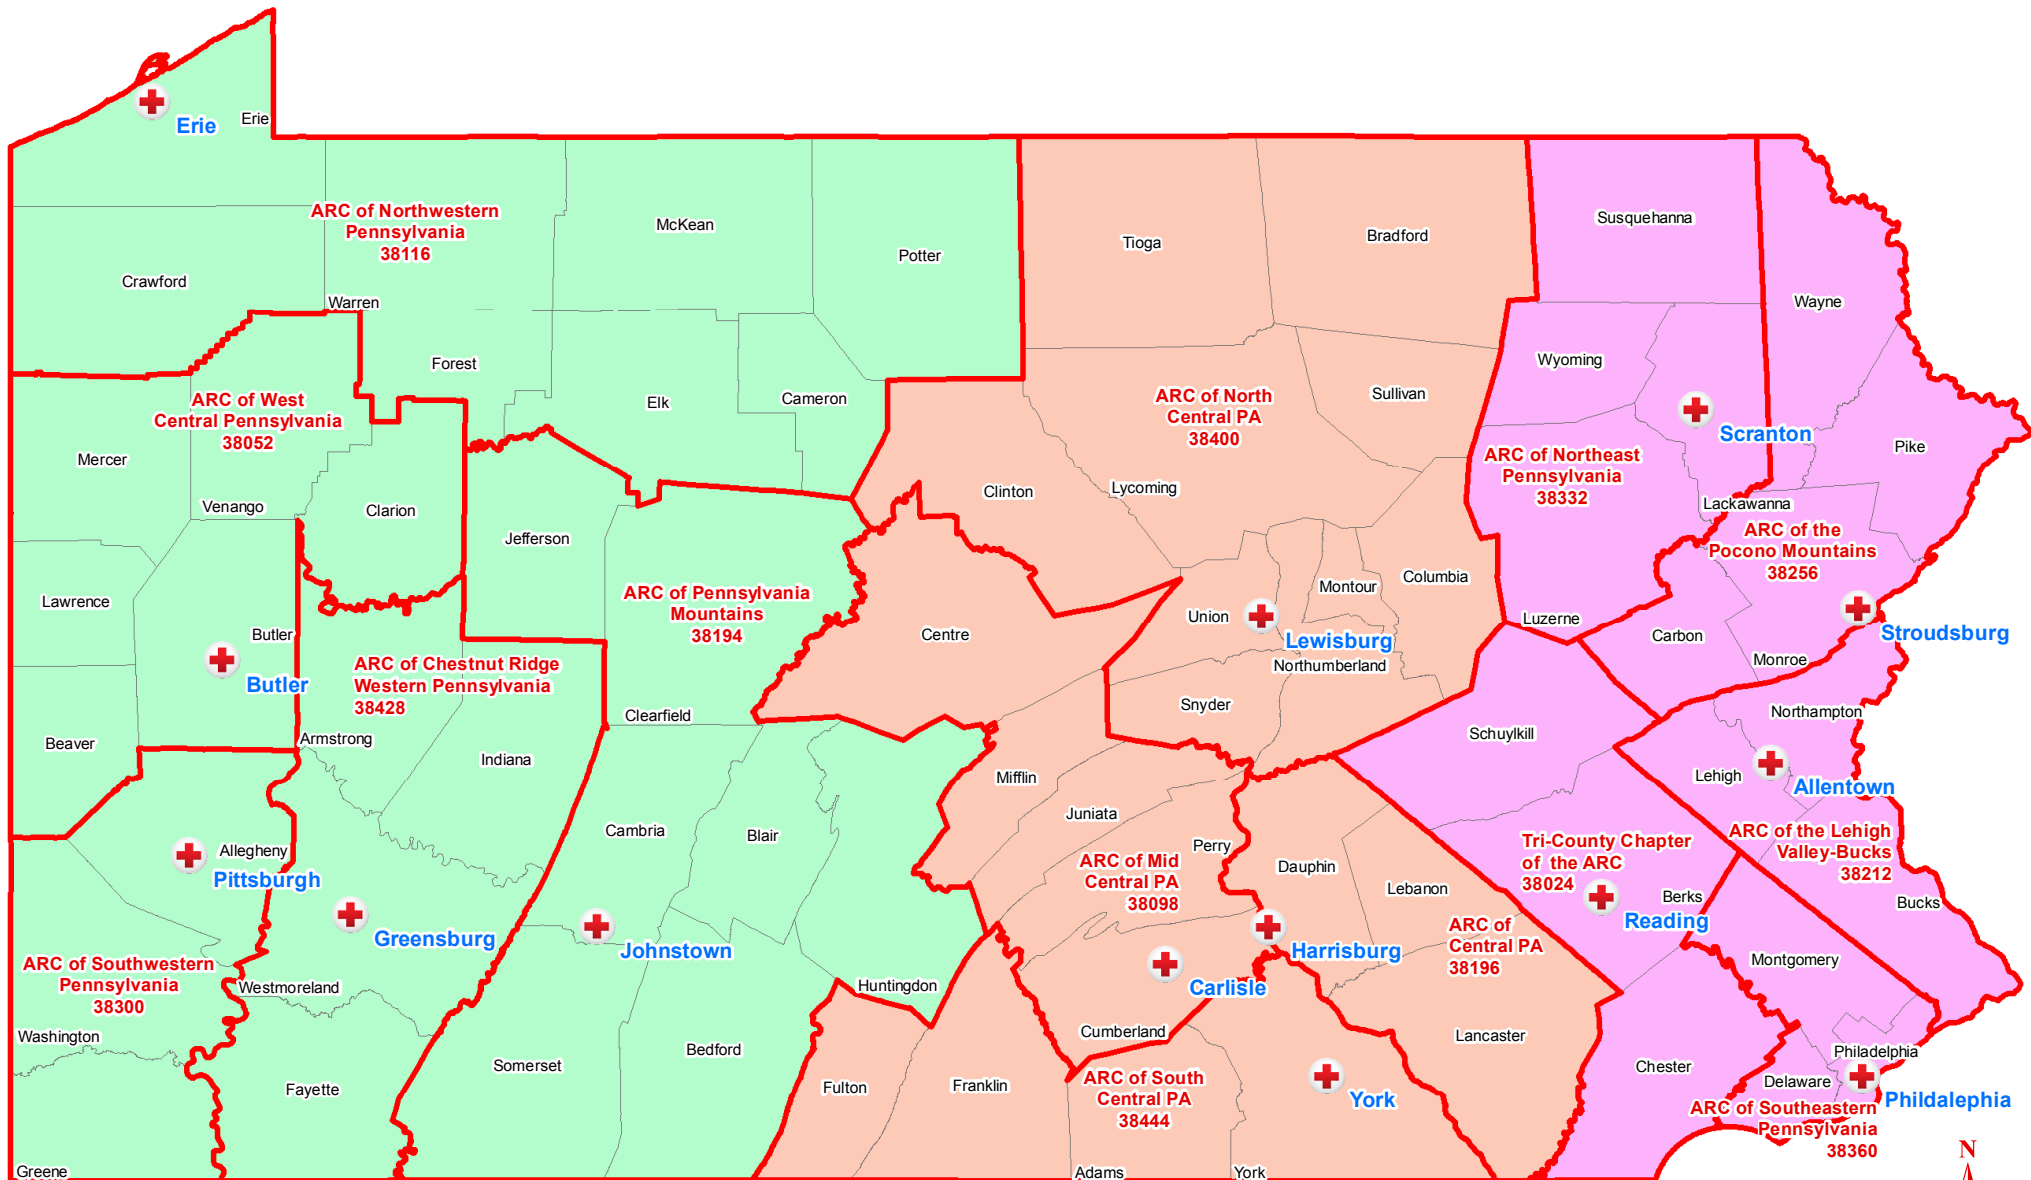 Erie
Erie
ARC of Northwestern
Pennsylvania
38116
McKean
Potter
Tioga
Bradford
Susquehanna
Crawford
Warren
Wayne
Forest
Wyoming
ARC of West
Central Pennsylvania
38052
Elk
Cameron
ARC of North
Central PA
38400
Sullivan
Scranton
Pike
Mercer
ARC of Northeast
Pennsylvania
38332
Venango
Clarion
Clinton
Lycoming
Lackawanna
Jefferson
ARC of the
Pocono Mountains
38256
Lawrence
ARC of Pennsylvania
Mountains
38194
Centre
Montour
Columbia
Union
Lewisburg
Luzerne
Stroudsburg
Butler
Butler
Carbon
Monroe
ARC of Chestnut Ridge
Western Pennsylvania
38428
Northumberland
Snyder
Clearfield
Northampton
Beaver
Armstrong
Indiana
Schuylkill
Mifflin
Lehigh
Allentown
Juniata
Cambria
Blair
Perry
Allegheny
Pittsburgh
ARC of Mid
Central PA
38098
Dauphin
Lebanon
Tri-County Chapter
of the ARC
38024
Berks
Reading
ARC of the Lehigh
Valley-Bucks
38212
Bucks
Greensburg
Johnstown
Harrisburg
ARC of
Central PA
38196
Montgomery
ARC of Southwestern
Pennsylvania
38300
Westmoreland
Huntingdon
Carlisle
Washington
Cumberland
Lancaster
Bedford
Somerset
Philadelphia
Chester
Delaware
Fayette
Fulton
Franklin
ARC of South
Central PA
38444
York
Phildalephia
ARC of Southeastern
Pennsylvania
38360
Greene
Adams
York
N